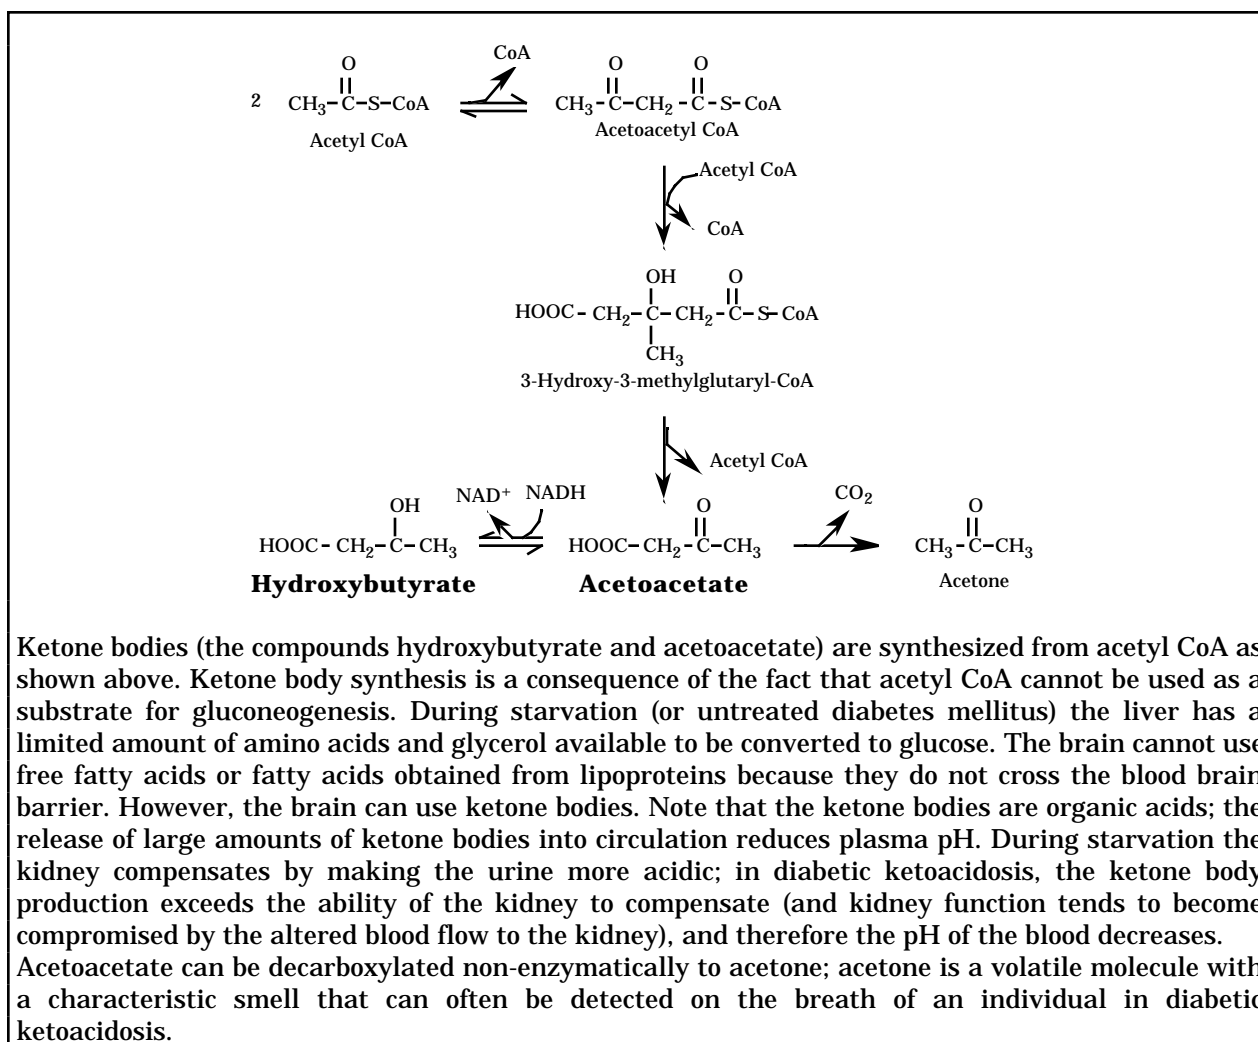 CoA
O
O O
2 CH₃–C–S–CoA CH₃–C–CH₂–C–S–CoA
Acetyl CoA Acetoacetyl CoA
Acetyl CoA
CoA
OH O
HOOC–CH₂–C–CH₂–C–S–CoA
CH₃
3-Hydroxy-3-methylglutaryl-CoA
Acetyl CoA
NAD⁺ NADH CO₂
OH O O
HOOC–CH₂–C–CH₃ HOOC–CH₂–C–CH₃ CH₃–C–CH₃
Hydroxybutyrate Acetoacetate Acetone
Ketone bodies (the compounds hydroxybutyrate and acetoacetate) are synthesized from acetyl CoA as
shown above. Ketone body synthesis is a consequence of the fact that acetyl CoA cannot be used as a
substrate for gluconeogenesis. During starvation (or untreated diabetes mellitus) the liver has a
limited amount of amino acids and glycerol available to be converted to glucose. The brain cannot use
free fatty acids or fatty acids obtained from lipoproteins because they do not cross the blood brain
barrier. However, the brain can use ketone bodies. Note that the ketone bodies are organic acids; the
release of large amounts of ketone bodies into circulation reduces plasma pH. During starvation the
kidney compensates by making the urine more acidic; in diabetic ketoacidosis, the ketone body
production exceeds the ability of the kidney to compensate (and kidney function tends to become
compromised by the altered blood flow to the kidney), and therefore the pH of the blood decreases.
Acetoacetate can be decarboxylated non-enzymatically to acetone; acetone is a volatile molecule with
a characteristic smell that can often be detected on the breath of an individual in diabetic
ketoacidosis.